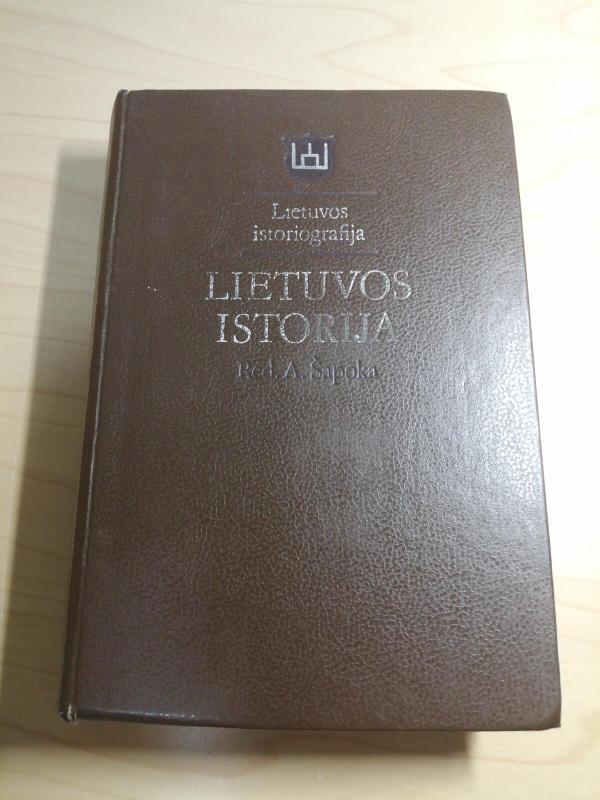 Lietuvos
istoriografija
LIETUVOS
ISTORIJA
Red. A. Šapoka